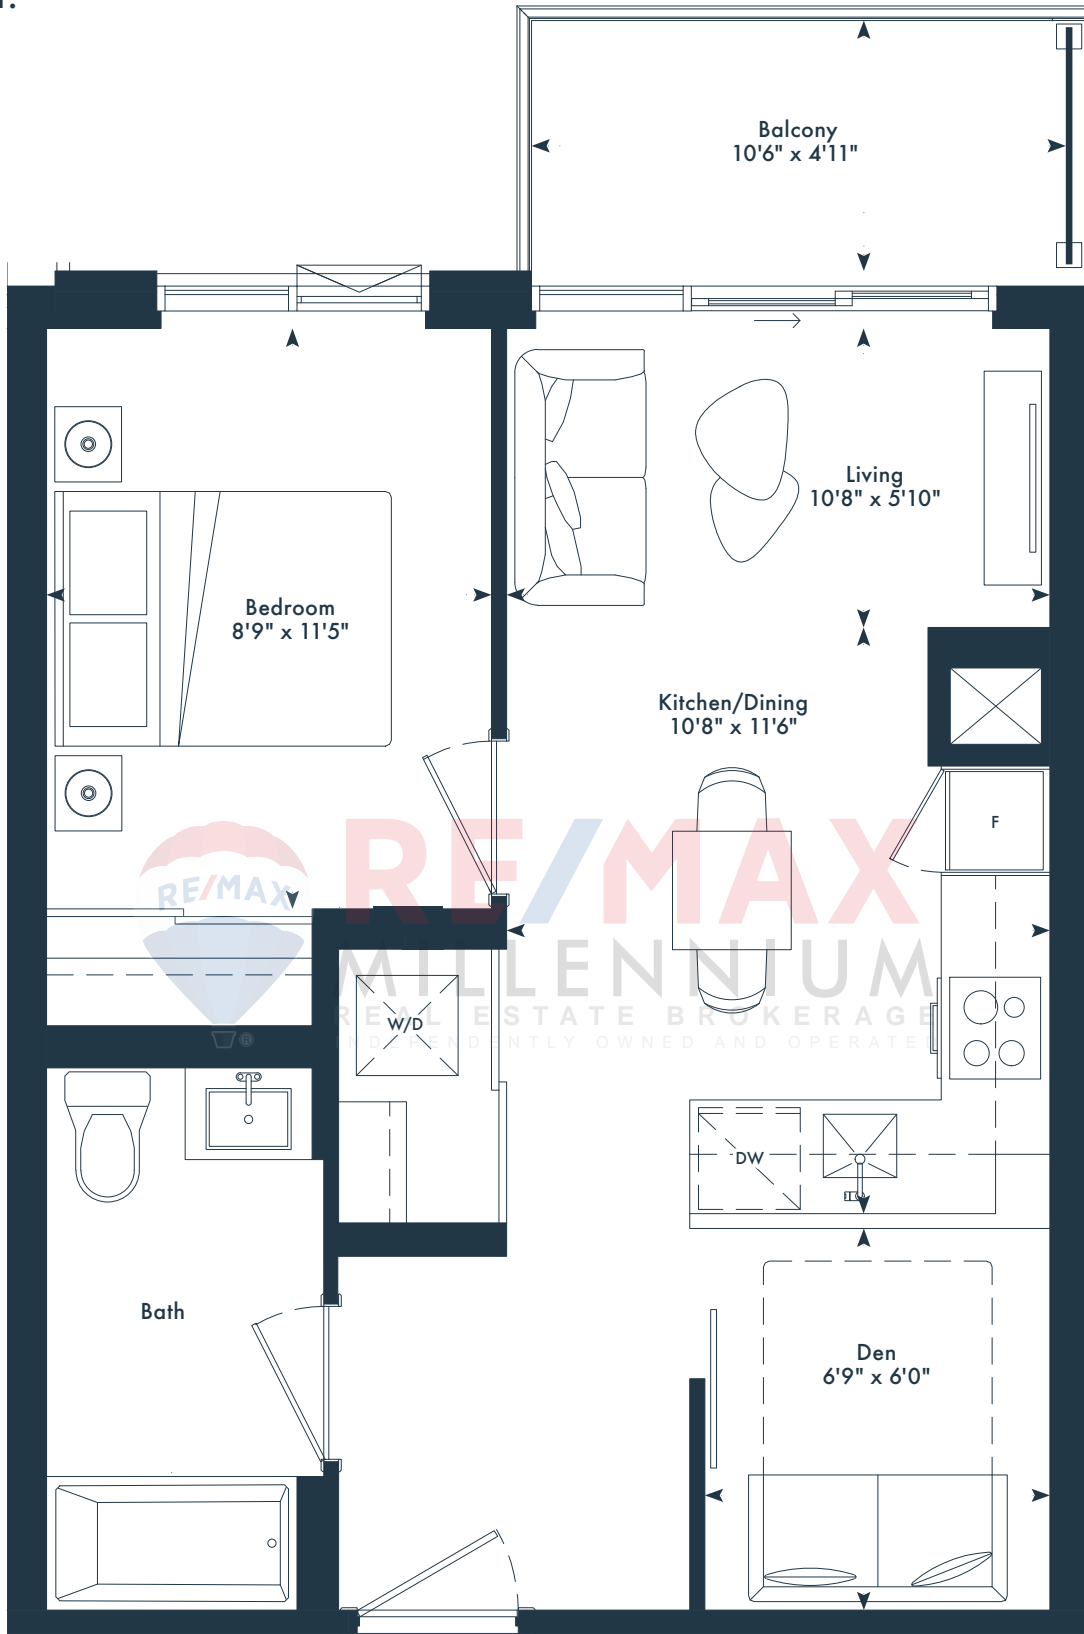 Balcony
10'6" x 4'11"
Living
10'8" x 5'10"
Bedroom
8'9" x 11'5"
Kitchen/Dining
10'8" x 11'6"
F
RE/MAX
RE/MAX
MILLENNIUM
REAL ESTATE BROKERAGE
INDEPENDENTLY OWNED AND OPERATED
®
W/D
DW
Bath
Den
6'9" x 6'0"